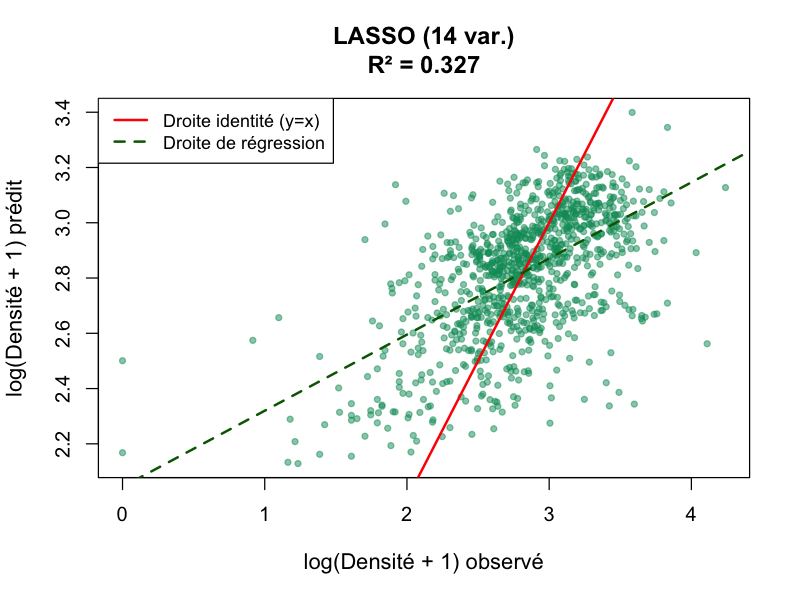 LASSO (14 var.)
R² = 0.327
Droite identité (y=x)
Droite de régression
log(Densité + 1) prédit
3.4
3.2
3.0
2.8
2.6
2.4
2.2
0 1 2 3 4
log(Densité + 1) observé